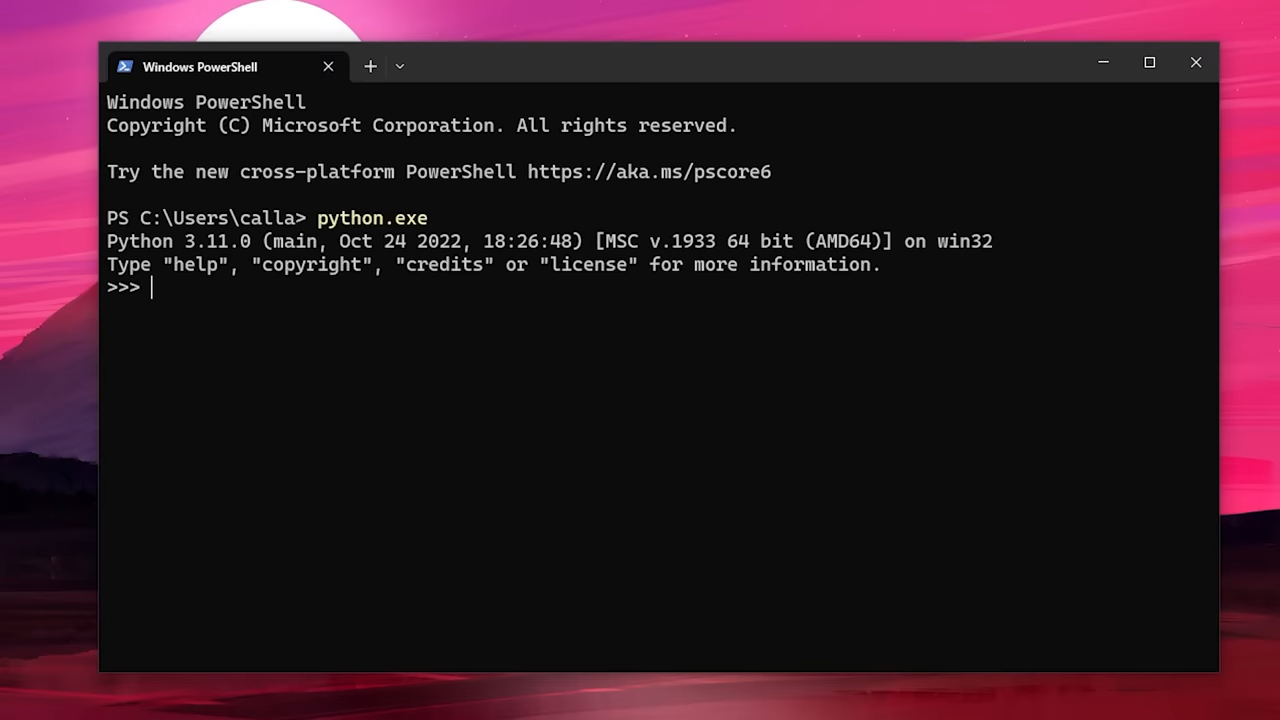 Windows PowerShell
Windows PowerShell
Copyright (C) Microsoft Corporation. All rights reserved.
Try the new cross-platform PowerShell https://aka.ms/pscore6
PS C:\Users\calla> python.exe
Python 3.11.0 (main, Oct 24 2022, 18:26:48) [MSC v.1933 64 bit (AMD64)] on win32
Type "help", "copyright", "credits" or "license" for more information.
>>>